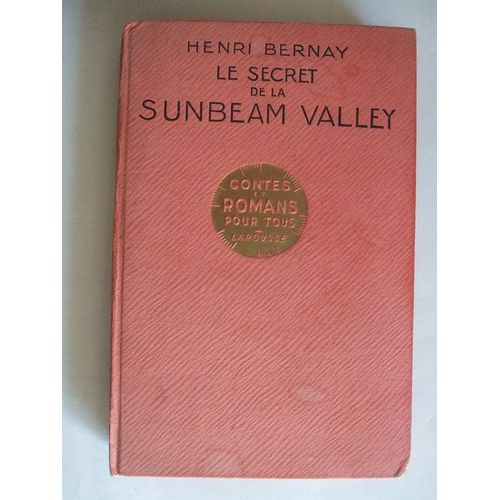 HENRI BERNAY
LE SECRET
DE LA
SUNBEAM VALLEY
CONTES
ET
ROMANS
POUR TOUS
LAROUSSE